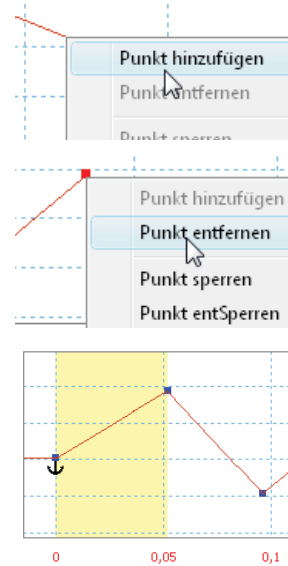 Punkt hinzufügen
Punkt entfernen
Punkt sperren
Punkt hinzufügen
Punkt entfernen
Punkt sperren
Punkt entSperren
0 0,05 0,1